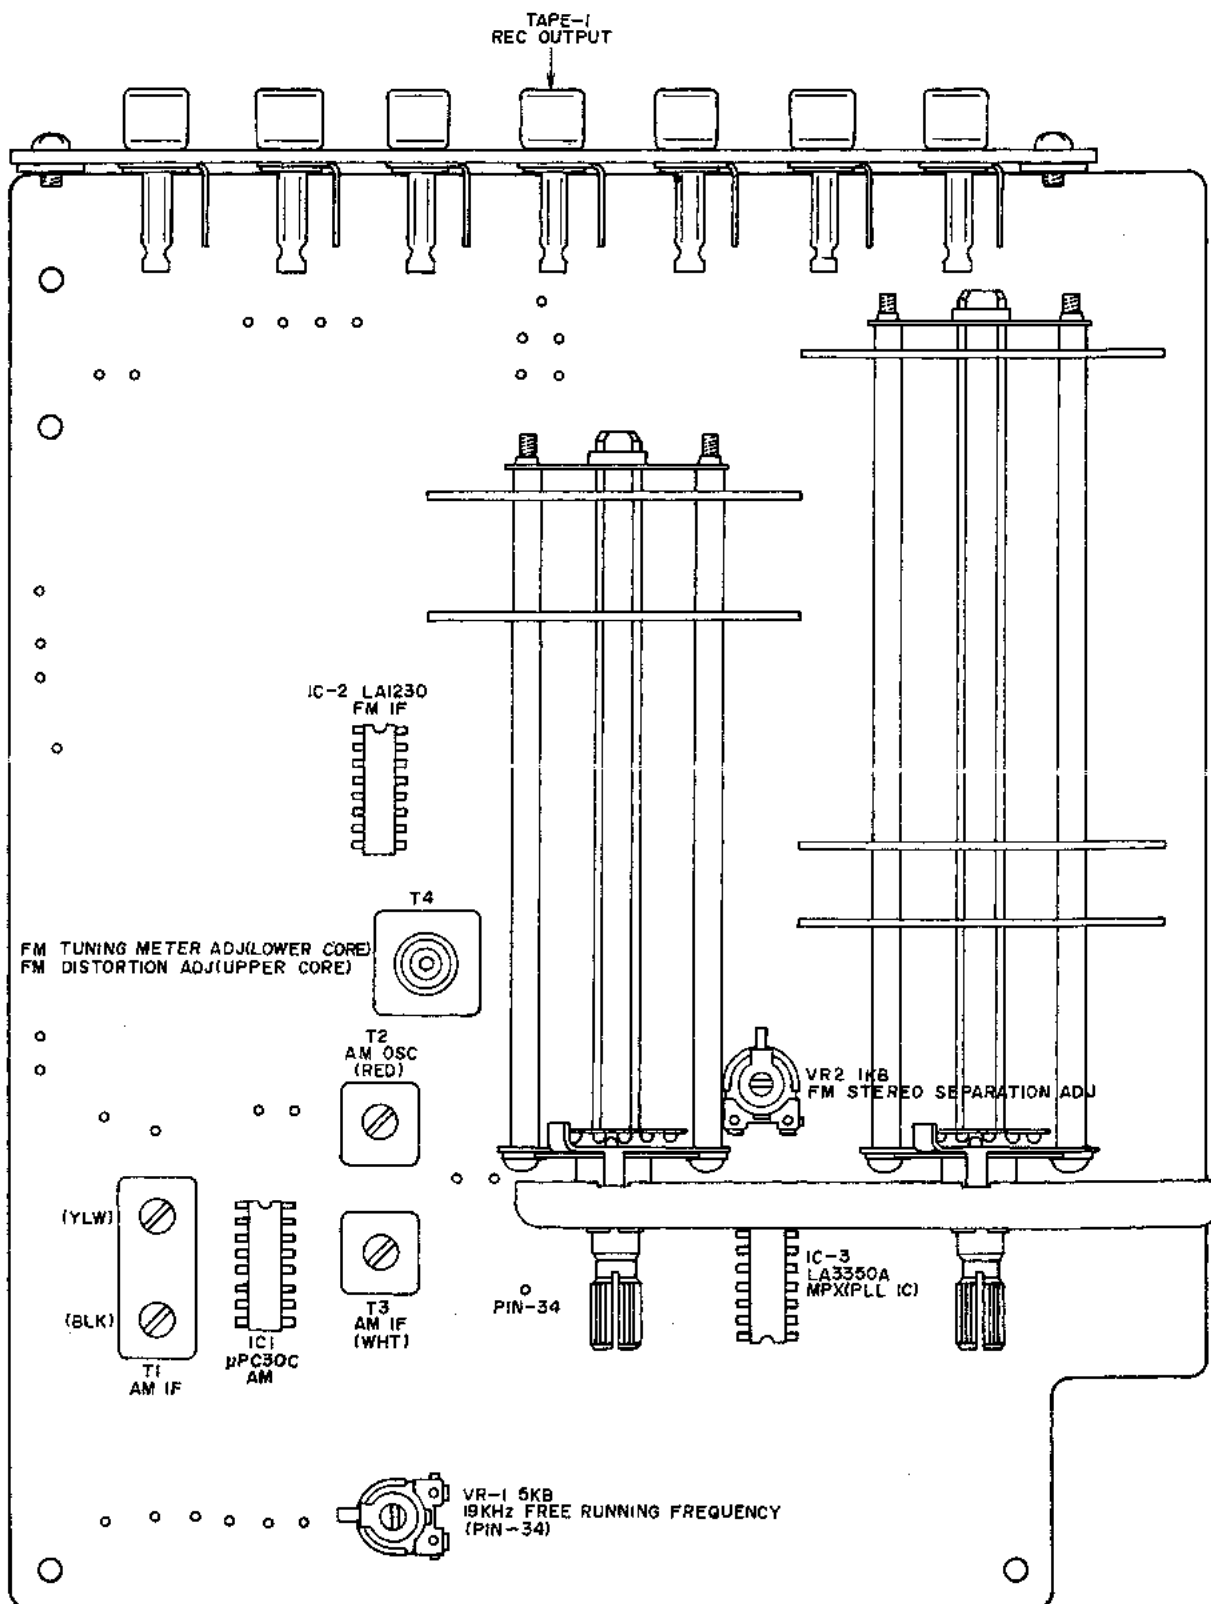 TAPE-1
REC OUTPUT
IC-2 LA1230
FM IF
T4
FM TUNING METER ADJ(LOWER CORE)
FM DISTORTION ADJ(UPPER CORE)
T2
AM OSC
(RED)
VR2 1KB
FM STEREO SEPARATION ADJ
(YLW)
(BLK)
T1
AM IF
IC1
μPC30C
AM
T3
AM IF
(WHT)
PIN-34
IC-3
LA3350A
MPX(PLL IC)
VR-1 5KB
19KHz FREE RUNNING FREQUENCY
(PIN-34)